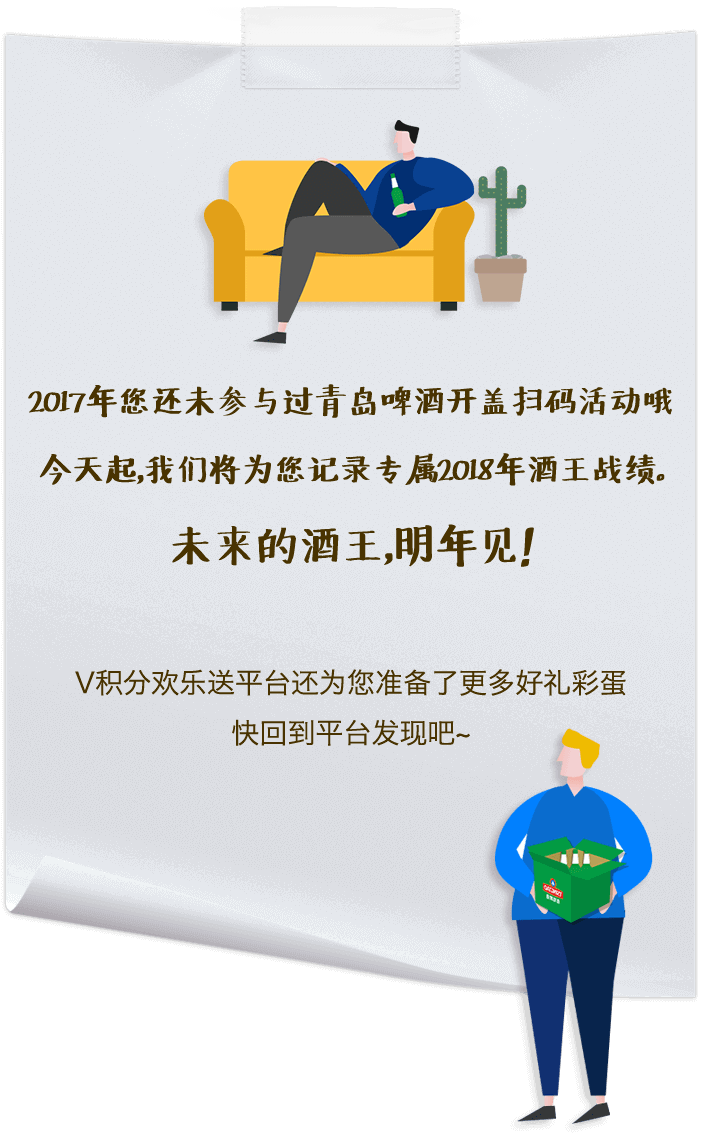 2017年您还未参与过青岛啤酒开盖扫码活动哦
今天起,我们将为您记录专属2018年酒王战绩。
未来的酒王,明年见!
V积分欢乐送平台还为您准备了更多好礼彩蛋
快回到平台发现吧~